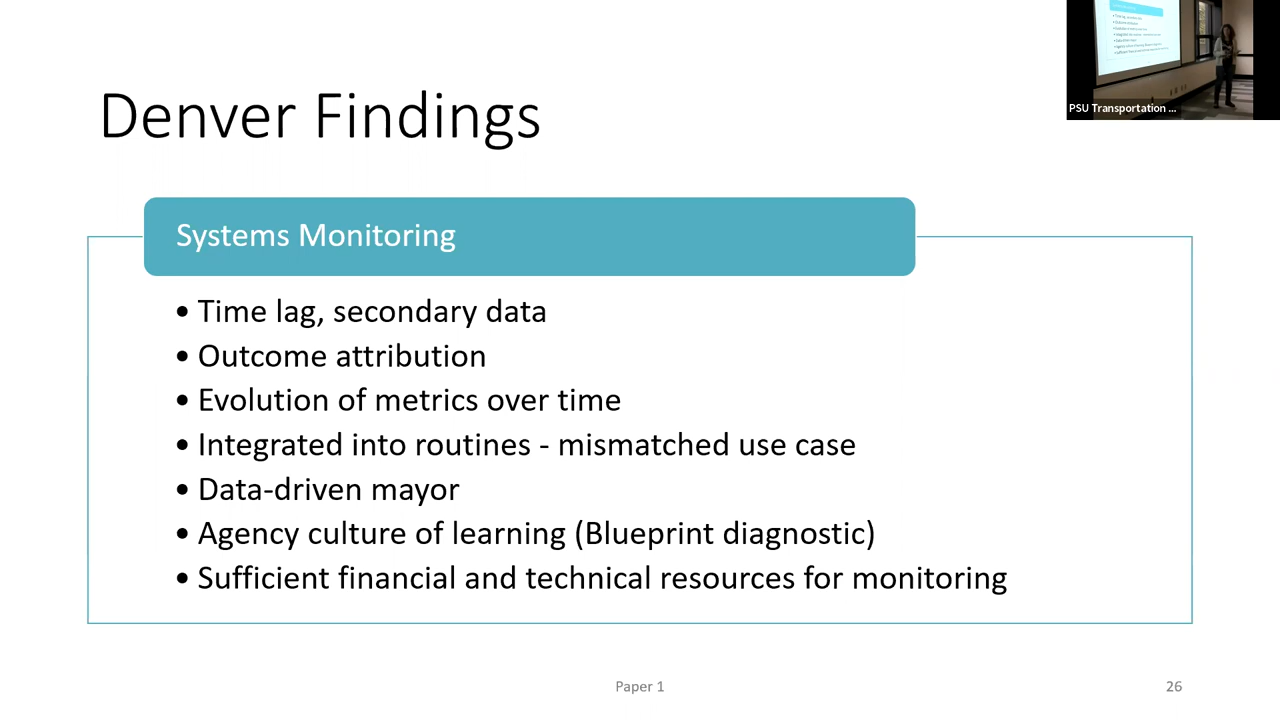 PSU Transportation ...
Denver Findings
Systems Monitoring
• Time lag, secondary data
• Outcome attribution
• Evolution of metrics over time
• Integrated into routines - mismatched use case
• Data-driven mayor
• Agency culture of learning (Blueprint diagnostic)
• Sufficient financial and technical resources for monitoring
Paper 1
26